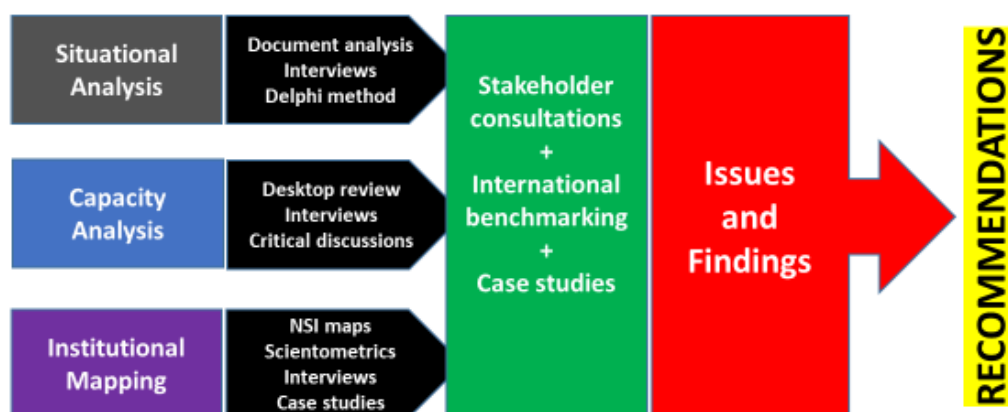 Situational
Analysis
Document analysis
Interviews
Delphi method
Capacity
Analysis
Desktop review
Interviews
Critical discussions
Institutional
Mapping
NSI maps
Scientometrics
Interviews
Case studies
Stakeholder
consultations
+
International
benchmarking
+
Case studies
Issues
and
Findings
RECOMMENDATIONS